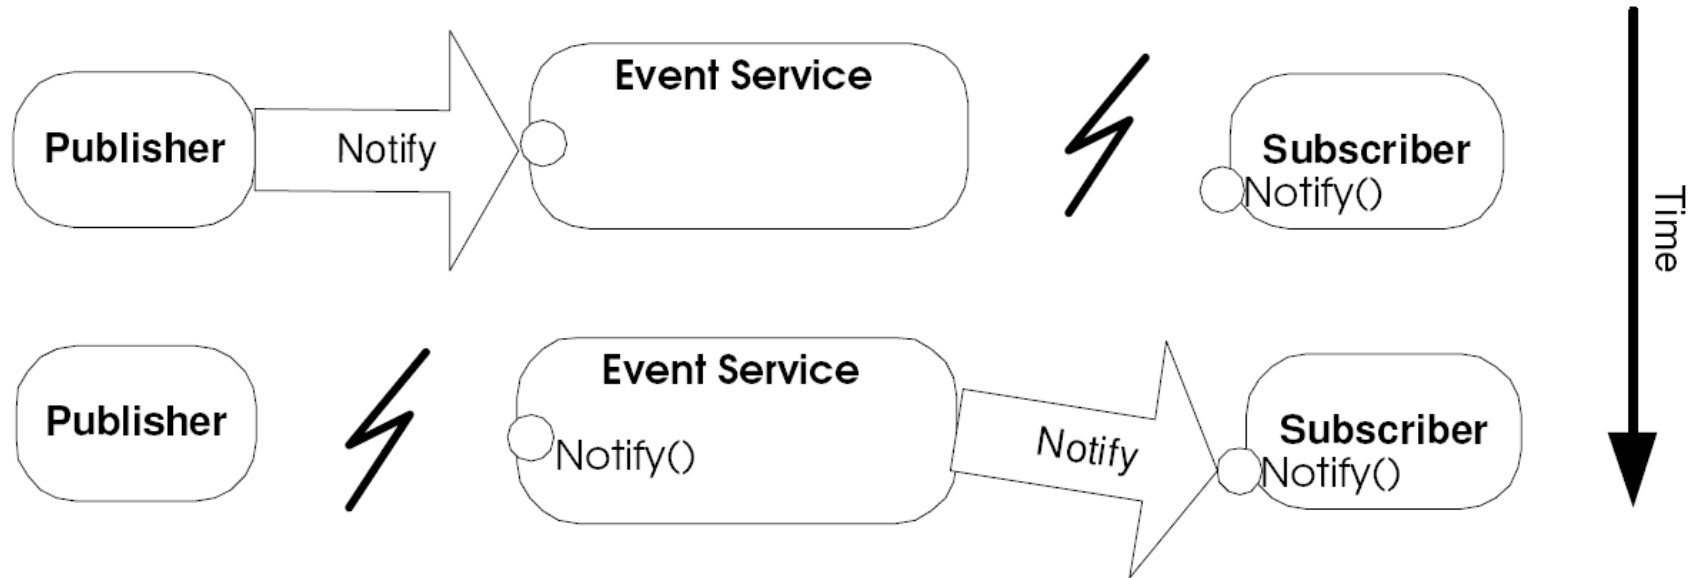 Event Service
Publisher
Notify
Subscriber
Notify()
Time
Event Service
Publisher
Notify()
Notify
Subscriber
Notify()